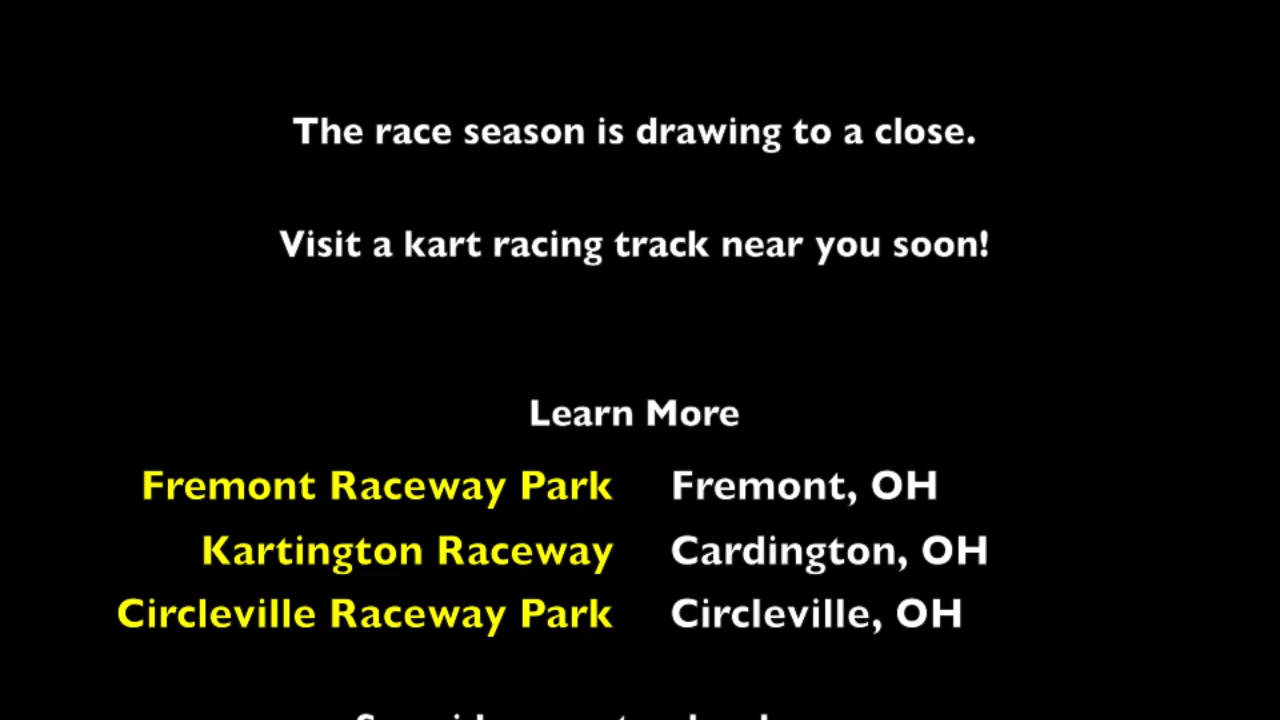 The race season is drawing to a close.
Visit a kart racing track near you soon!
Learn More
Fremont Raceway Park Fremont, OH
Kartington Raceway Cardington, OH
Circleville Raceway Park Circleville, OH